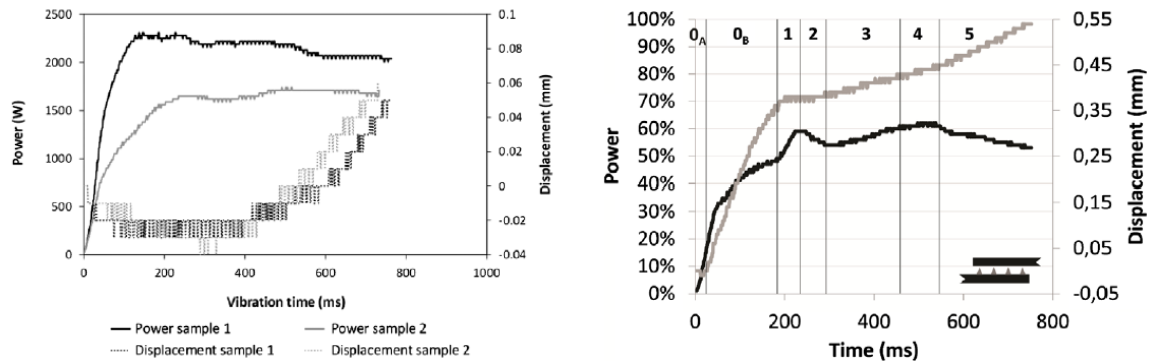 2500
2000
1500
1000
500
0
Power (W)
0.1
0.08
0.06
0.04
0.02
0
-0.02
-0.04
Displacement (mm)
0 200 400 600 800 1000
Vibration time (ms)
Power sample 1 Power sample 2
Displacement sample 1 Displacement sample 2
100%
90%
80%
70%
60%
50%
40%
30%
20%
10%
0%
Power
0A 0B 1 2 3 4 5
0,55
0,45
0,35
0,25
0,15
0,05
-0,05
Displacement (mm)
0 200 400 600 800
Time (ms)